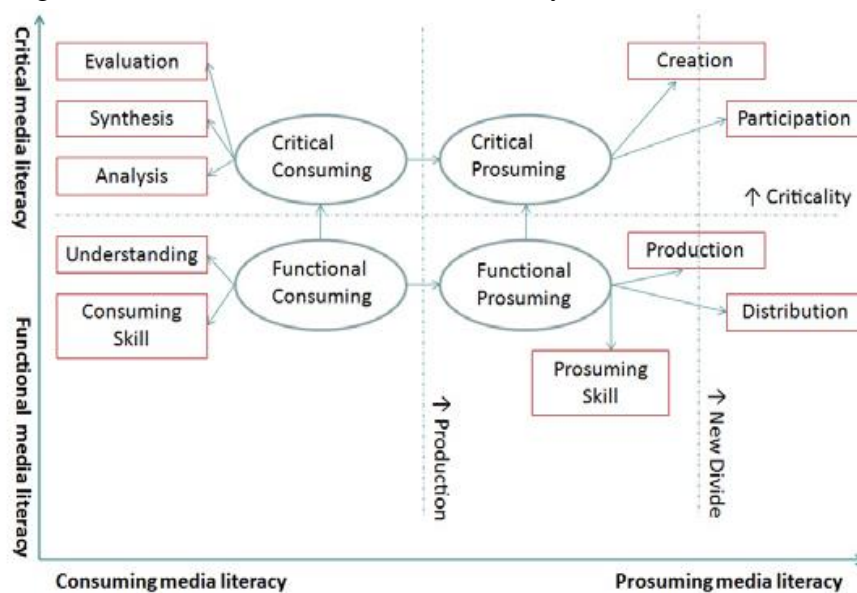 Critical media literacy
Functional media literacy
Evaluation
Synthesis
Analysis
Critical
Consuming
Critical
Prosuming
Creation
Participation
↑ Criticality
Understanding
Consuming
Skill
Functional
Consuming
Functional
Prosuming
Production
Distribution
Prosuming
Skill
↑ Production
↑ New Divide
Consuming media literacy
Prosuming media literacy